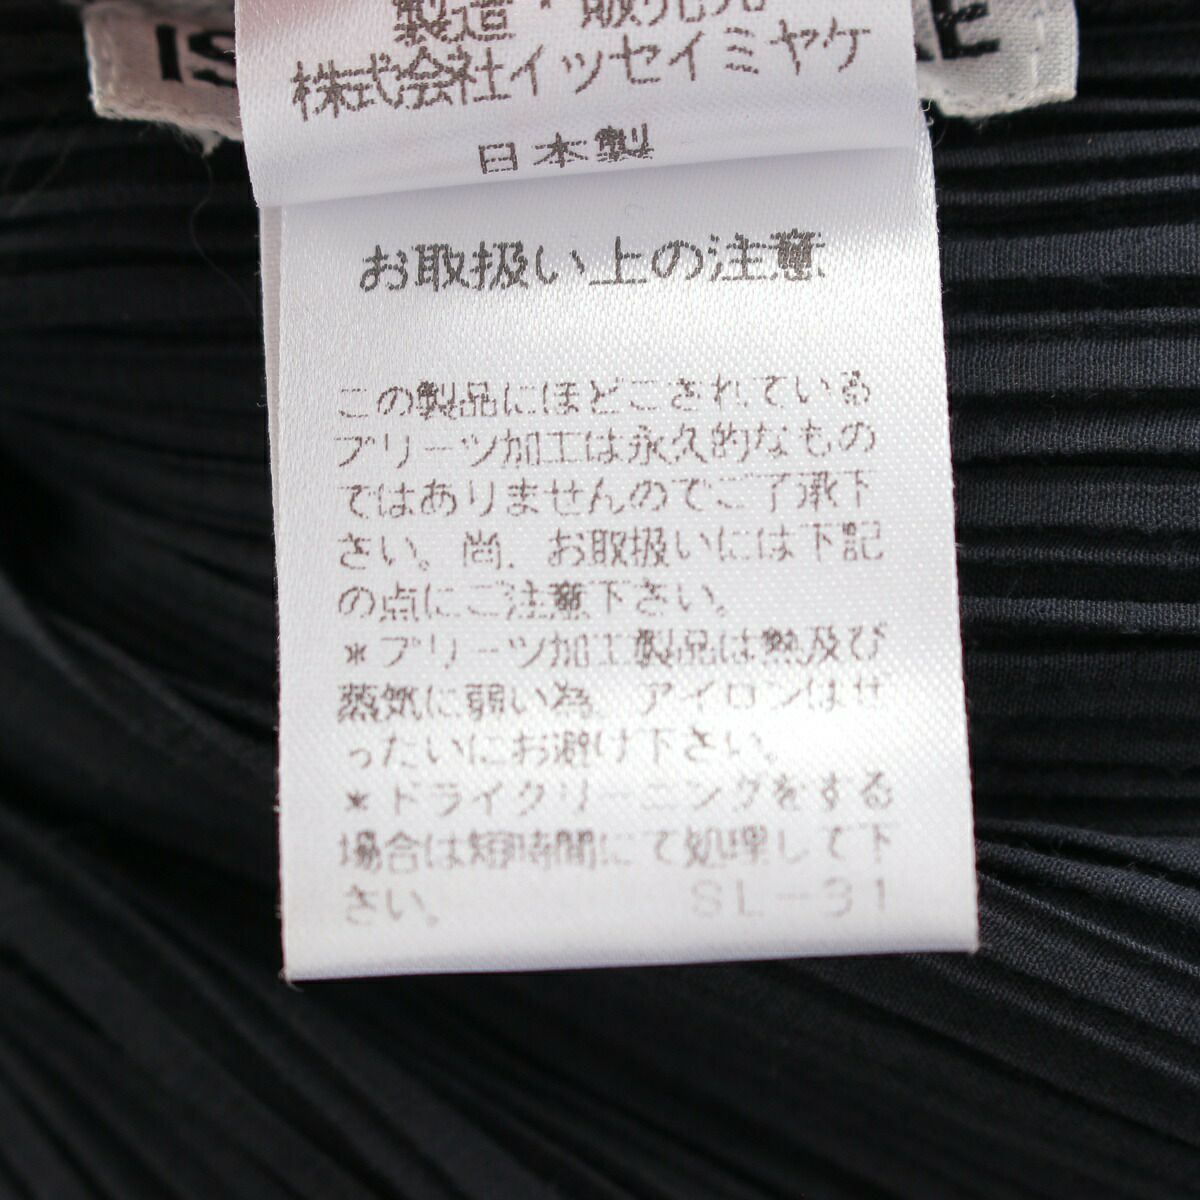 製造・販売元
株式会社イッセイミヤケ
日本製
お取扱い上の注意
この製品にほどこされている
プリーツ加工は永久的なもの
ではありませんのでご了承下
さい。尚、お取扱いには下記
の点にご注意下さい。
*プリーツ加工製品は熱及び
蒸気に弱い為、アイロンはぜ
ったいにお避け下さい。
*ドライクリーニングをする
場合は短時間にて処理して下
さい。 SL-31